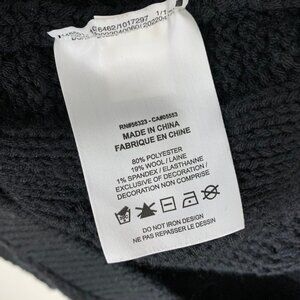 RN#56323 - CA#05553
MADE IN CHINA
FABRIQUE EN CHINE
80% POLYESTER
19% WOOL / LAINE
1% SPANDEX / ELASTHANNE
EXCLUSIVE OF DECORATION
DECORATION NON COMPRISE
DO NOT IRON DESIGN
NE PAS REPASSER LE DESSIN